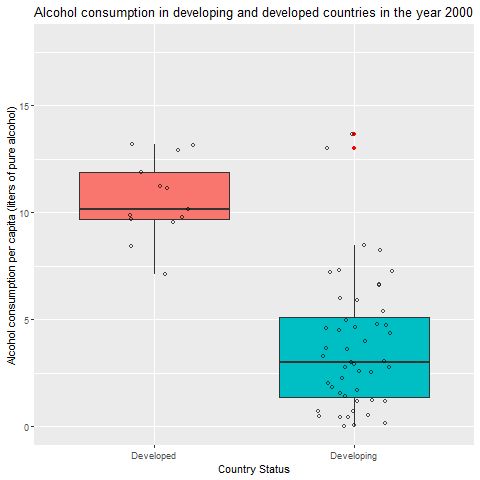 Alcohol consumption in developing and developed countries in the year 2000
Alcohol consumption per capita (liters of pure alcohol)
15
10
5
0
Developed
Developing
Country Status